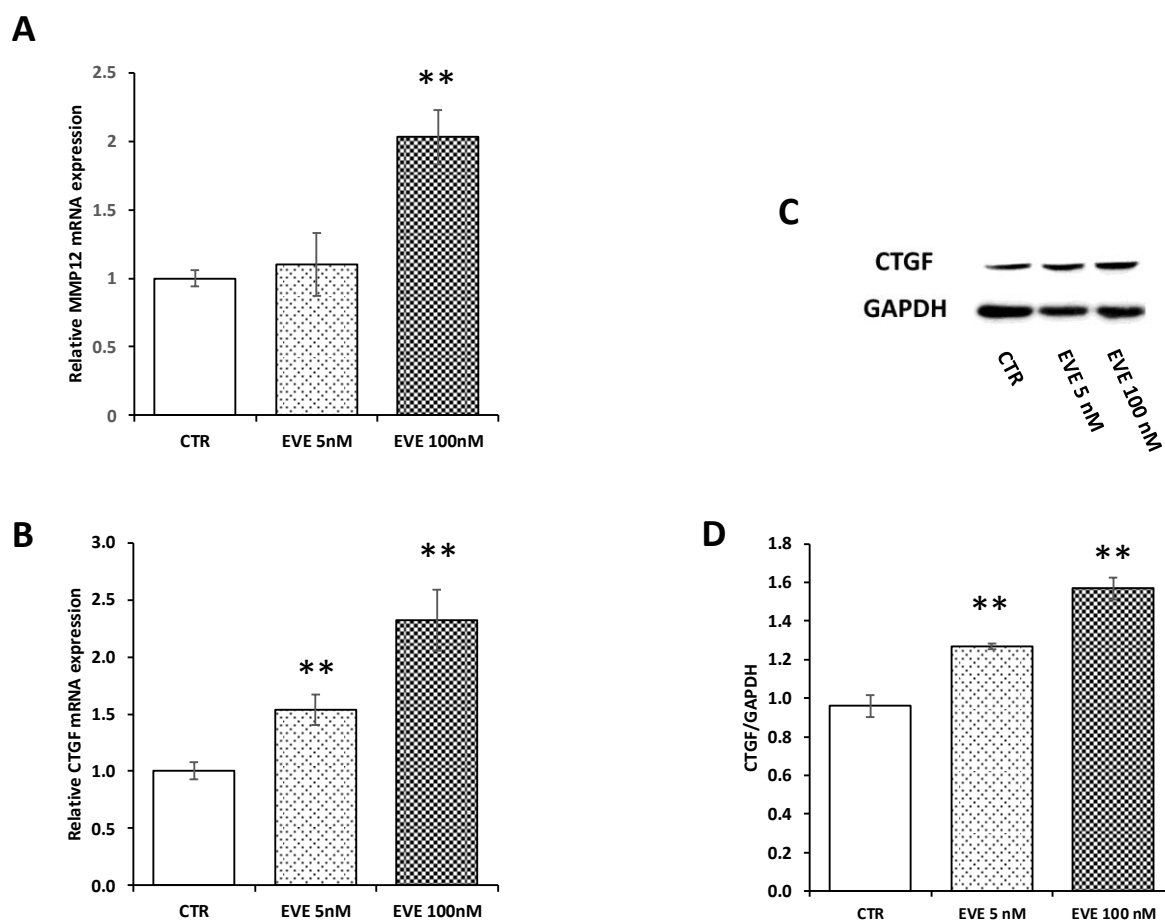 A
Relative MMP12 mRNA expression
2.5
2
1.5
1
0.5
0
**
CTR EVE 5nM EVE 100nM
B
Relative CTGF mRNA expression
3.0
2.5
2.0
1.5
1.0
0.5
0.0
**
**
CTR EVE 5nM EVE 100nM
C
CTGF
GAPDH
CTR
EVE 5 nM
EVE 100 nM
D
CTGF/GAPDH
1.8
1.6
1.4
1.2
1.0
0.8
0.6
0.4
0.2
0.0
**
**
CTR EVE 5 nM EVE 100 nM